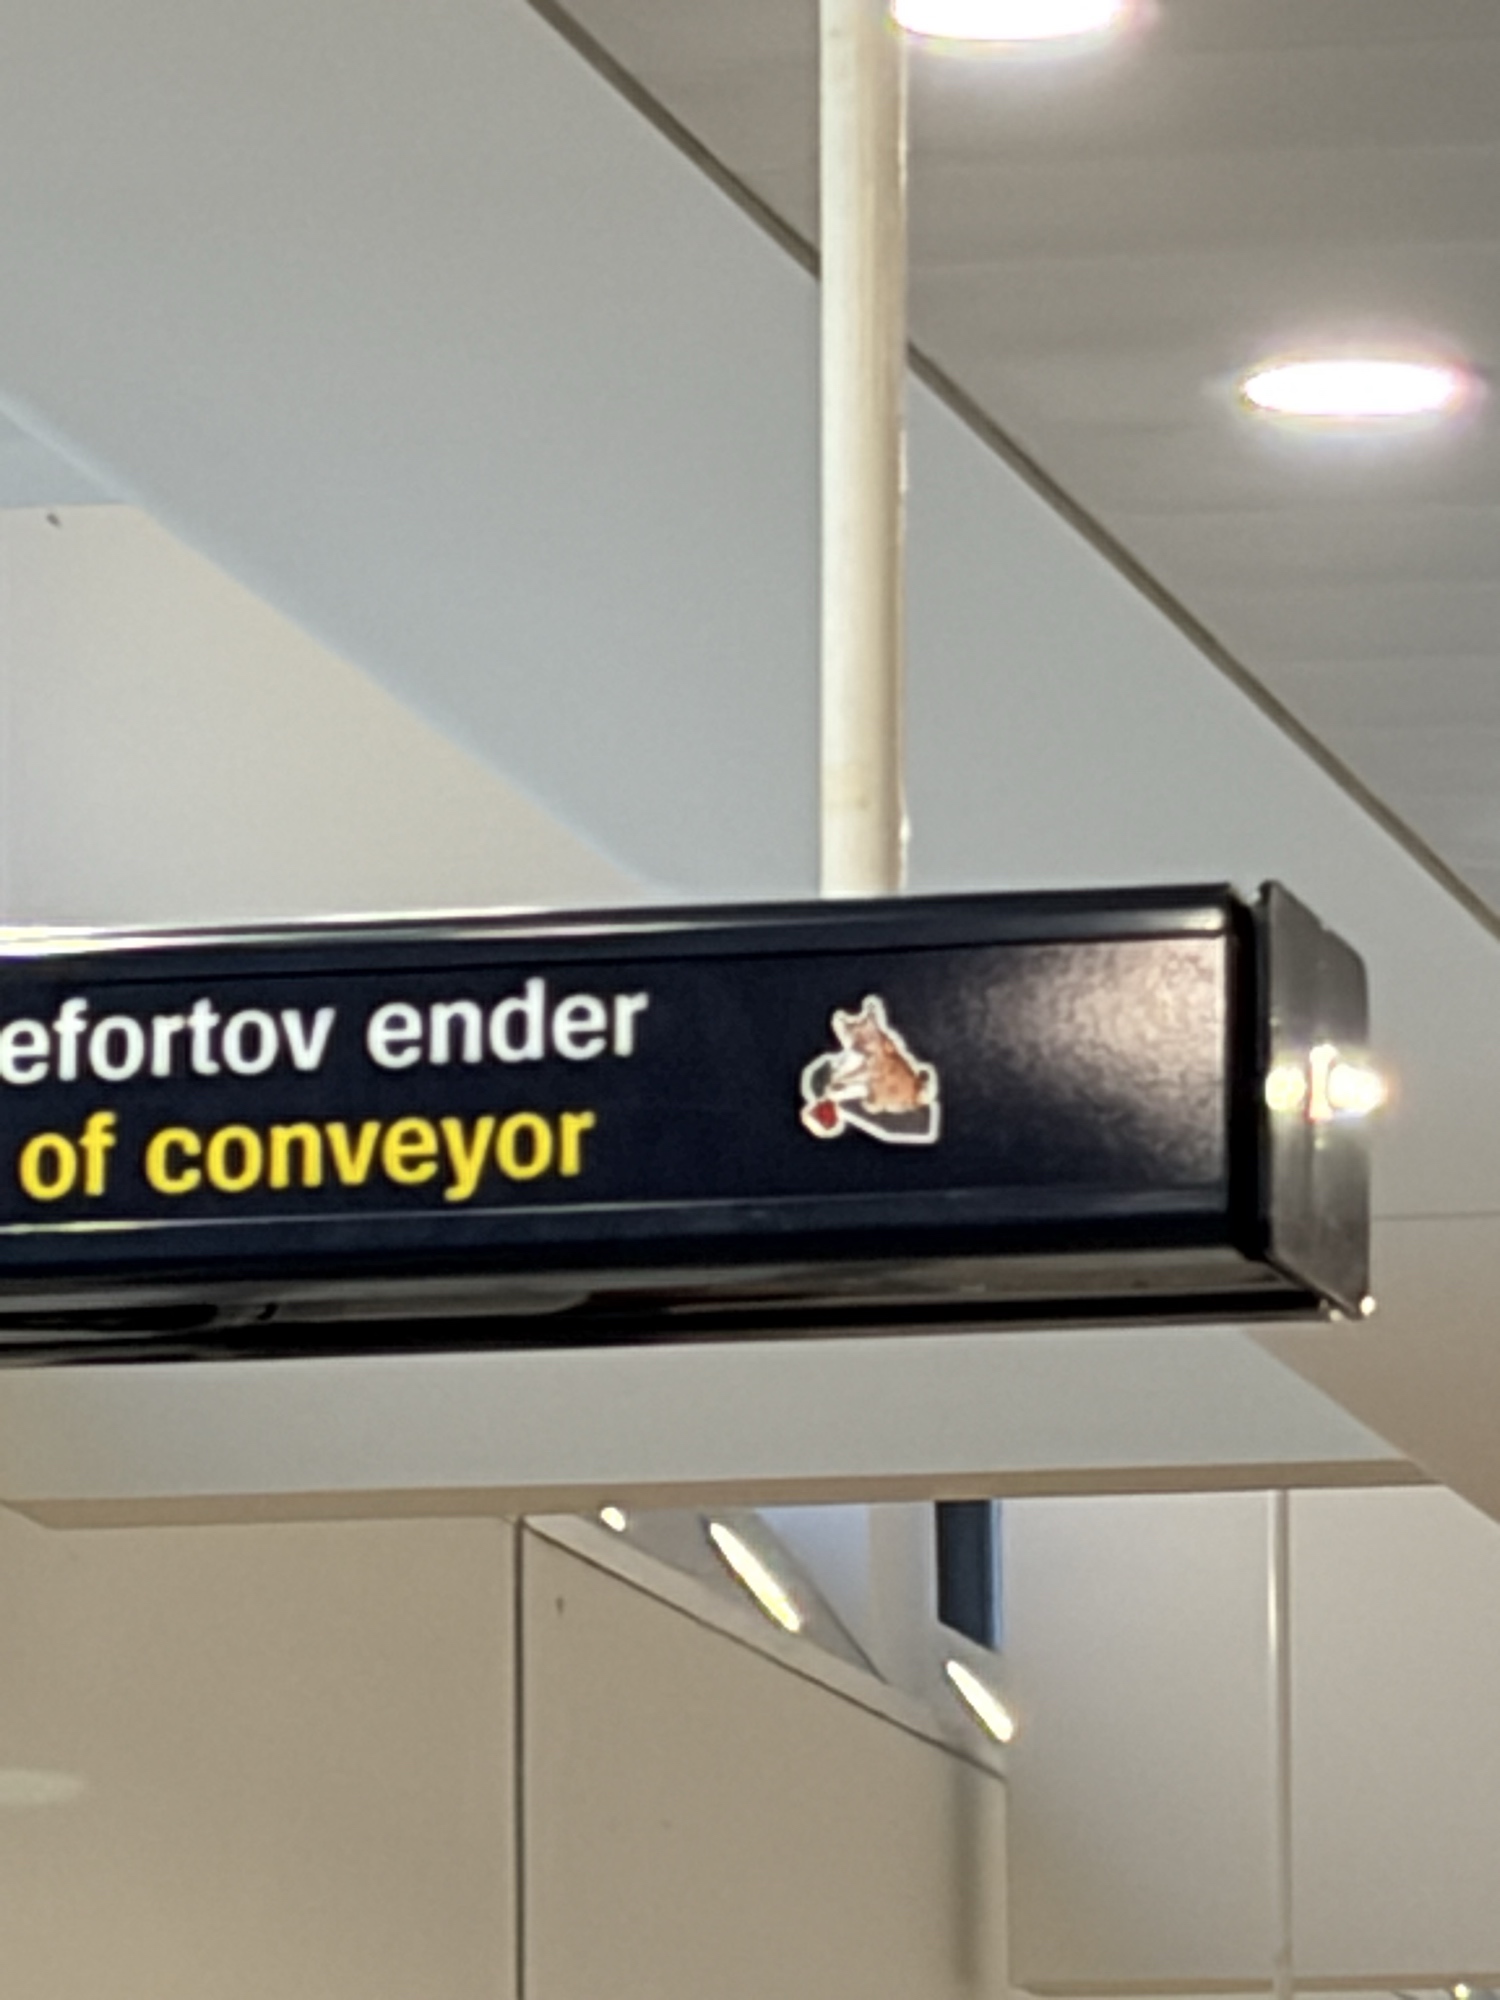 efortov ender
of conveyor